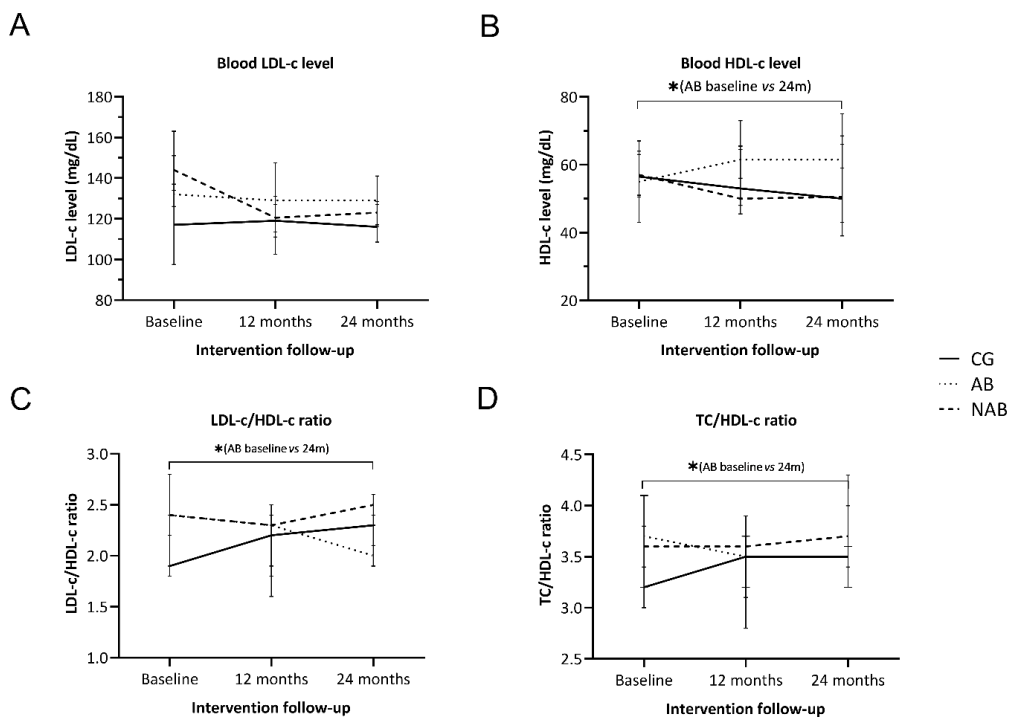 A
Blood LDL-c level
LDL-c level (mg/dL)
180
160
140
120
100
80
Baseline 12 months 24 months
Intervention follow-up
B
Blood HDL-c level
*(AB baseline vs 24m)
HDL-c level (mg/dL)
80
60
40
20
Baseline 12 months 24 months
Intervention follow-up
CG
AB
NAB
C
LDL-c/HDL-c ratio
*(AB baseline vs 24m)
LDL-c/HDL-c ratio
3.0
2.5
2.0
1.5
1.0
Baseline 12 months 24 months
Intervention follow-up
D
TC/HDL-c ratio
*(AB baseline vs 24m)
TC/HDL-c ratio
4.5
4.0
3.5
3.0
2.5
Baseline 12 months 24 months
Intervention follow-up